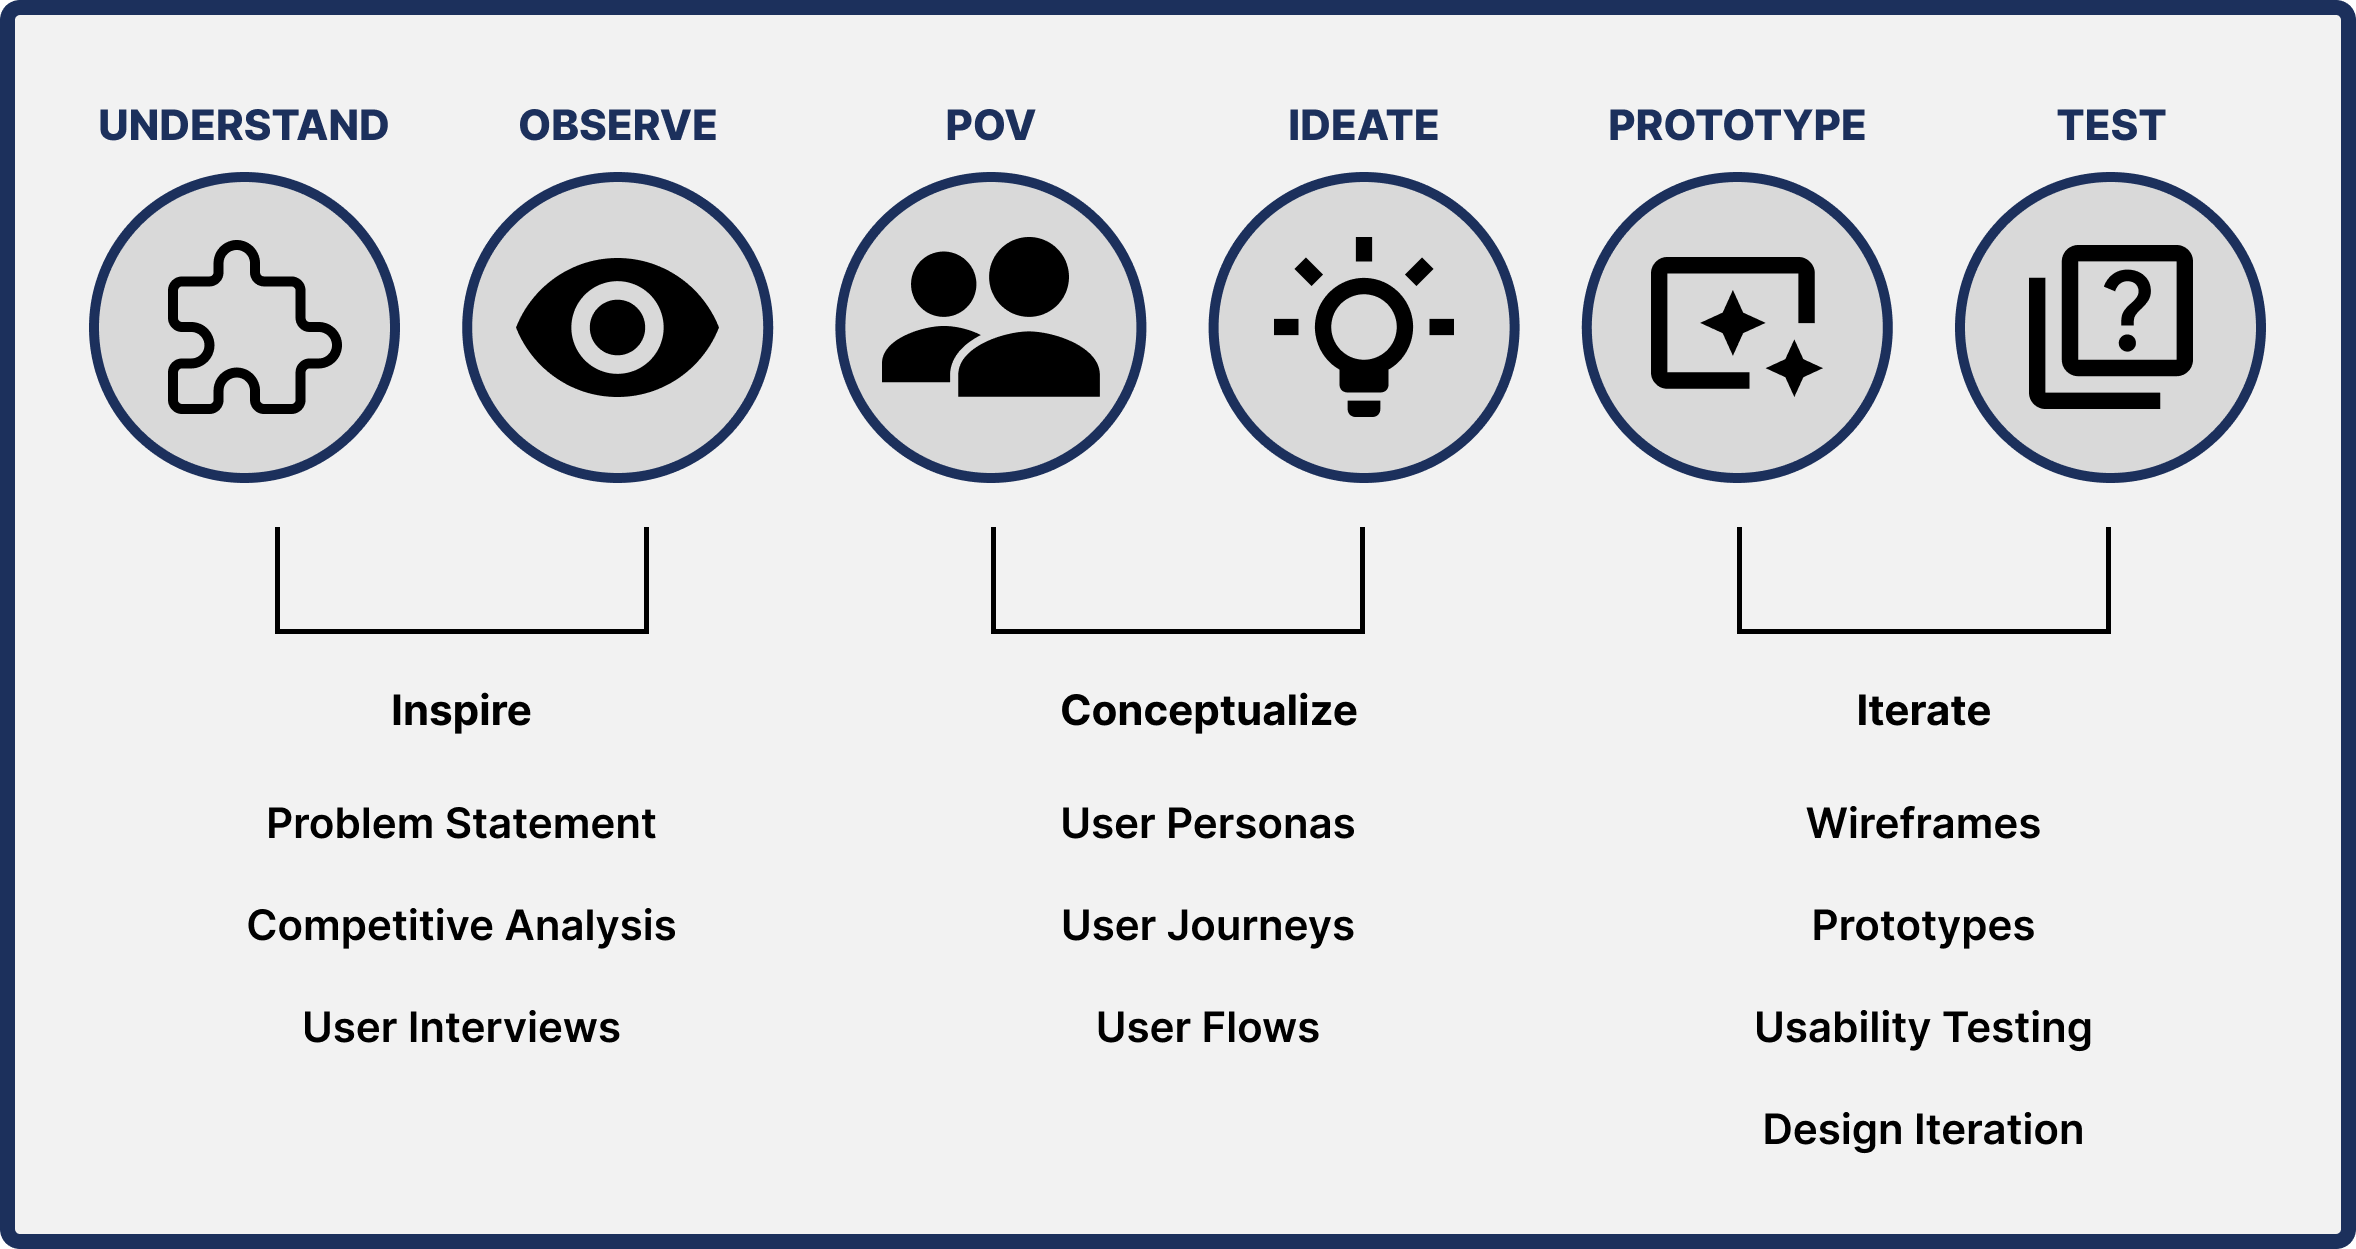 UNDERSTAND
OBSERVE
POV
IDEATE
PROTOTYPE
TEST
?
Inspire
Problem Statement
Competitive Analysis
User Interviews
Conceptualize
User Personas
User Journeys
User Flows
Iterate
Wireframes
Prototypes
Usability Testing
Design Iteration